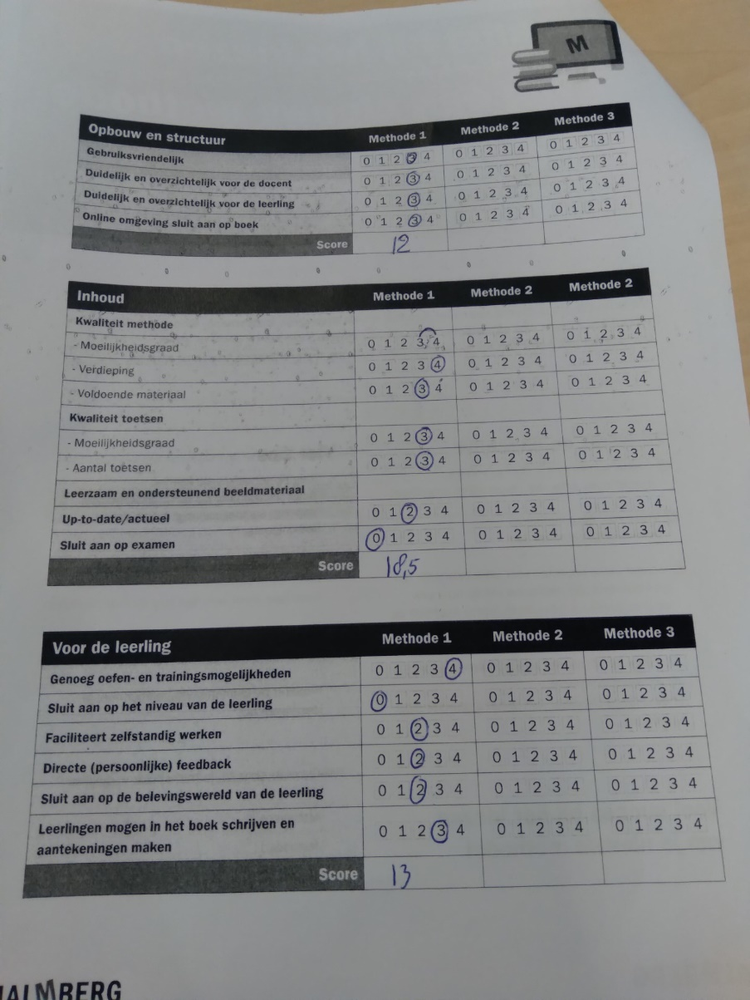 M
Opbouw en structuur Methode 1 Methode 2 Methode 3
Gebruiksvriendelijk 0 1 2 3 4 0 1 2 3 4 0 1 2 3 4
Duidelijk en overzichtelijk voor de docent 0 1 2 3 4 0 1 2 3 4 0 1 2 3 4
Duidelijk en overzichtelijk voor de leerling 0 1 2 3 4 0 1 2 3 4 0 1 2 3 4
Online omgeving sluit aan op boek 0 1 2 3 4 0 1 2 3 4 0 1 2 3 4
Score 12
Inhoud Methode 1 Methode 2 Methode 2
Kwaliteit methode
- Moeilijkheidsgraad 0 1 2 3 4 0 1 2 3 4 0 1 2 3 4
- Verdieping 0 1 2 3 4 0 1 2 3 4 0 1 2 3 4
- Voldoende materiaal 0 1 2 3 4 0 1 2 3 4 0 1 2 3 4
Kwaliteit toetsen
- Moeilijkheidsgraad 0 1 2 3 4 0 1 2 3 4 0 1 2 3 4
- Aantal toetsen 0 1 2 3 4 0 1 2 3 4 0 1 2 3 4
Leerzaam en ondersteunend beeldmateriaal
Up-to-date/actueel 0 1 2 3 4 0 1 2 3 4 0 1 2 3 4
Sluit aan op examen 0 1 2 3 4 0 1 2 3 4 0 1 2 3 4
Score 18,5
Voor de leerling Methode 1 Methode 2 Methode 3
Genoeg oefen- en trainingsmogelijkheden 0 1 2 3 4 0 1 2 3 4 0 1 2 3 4
Sluit aan op het niveau van de leerling 0 1 2 3 4 0 1 2 3 4 0 1 2 3 4
Faciliteert zelfstandig werken 0 1 2 3 4 0 1 2 3 4 0 1 2 3 4
Directe (persoonlijke) feedback 0 1 2 3 4 0 1 2 3 4 0 1 2 3 4
Sluit aan op de belevingswereld van de leerling 0 1 2 3 4 0 1 2 3 4 0 1 2 3 4
Leerlingen mogen in het boek schrijven en
aantekeningen maken 0 1 2 3 4 0 1 2 3 4 0 1 2 3 4
Score 13
MALMBERG